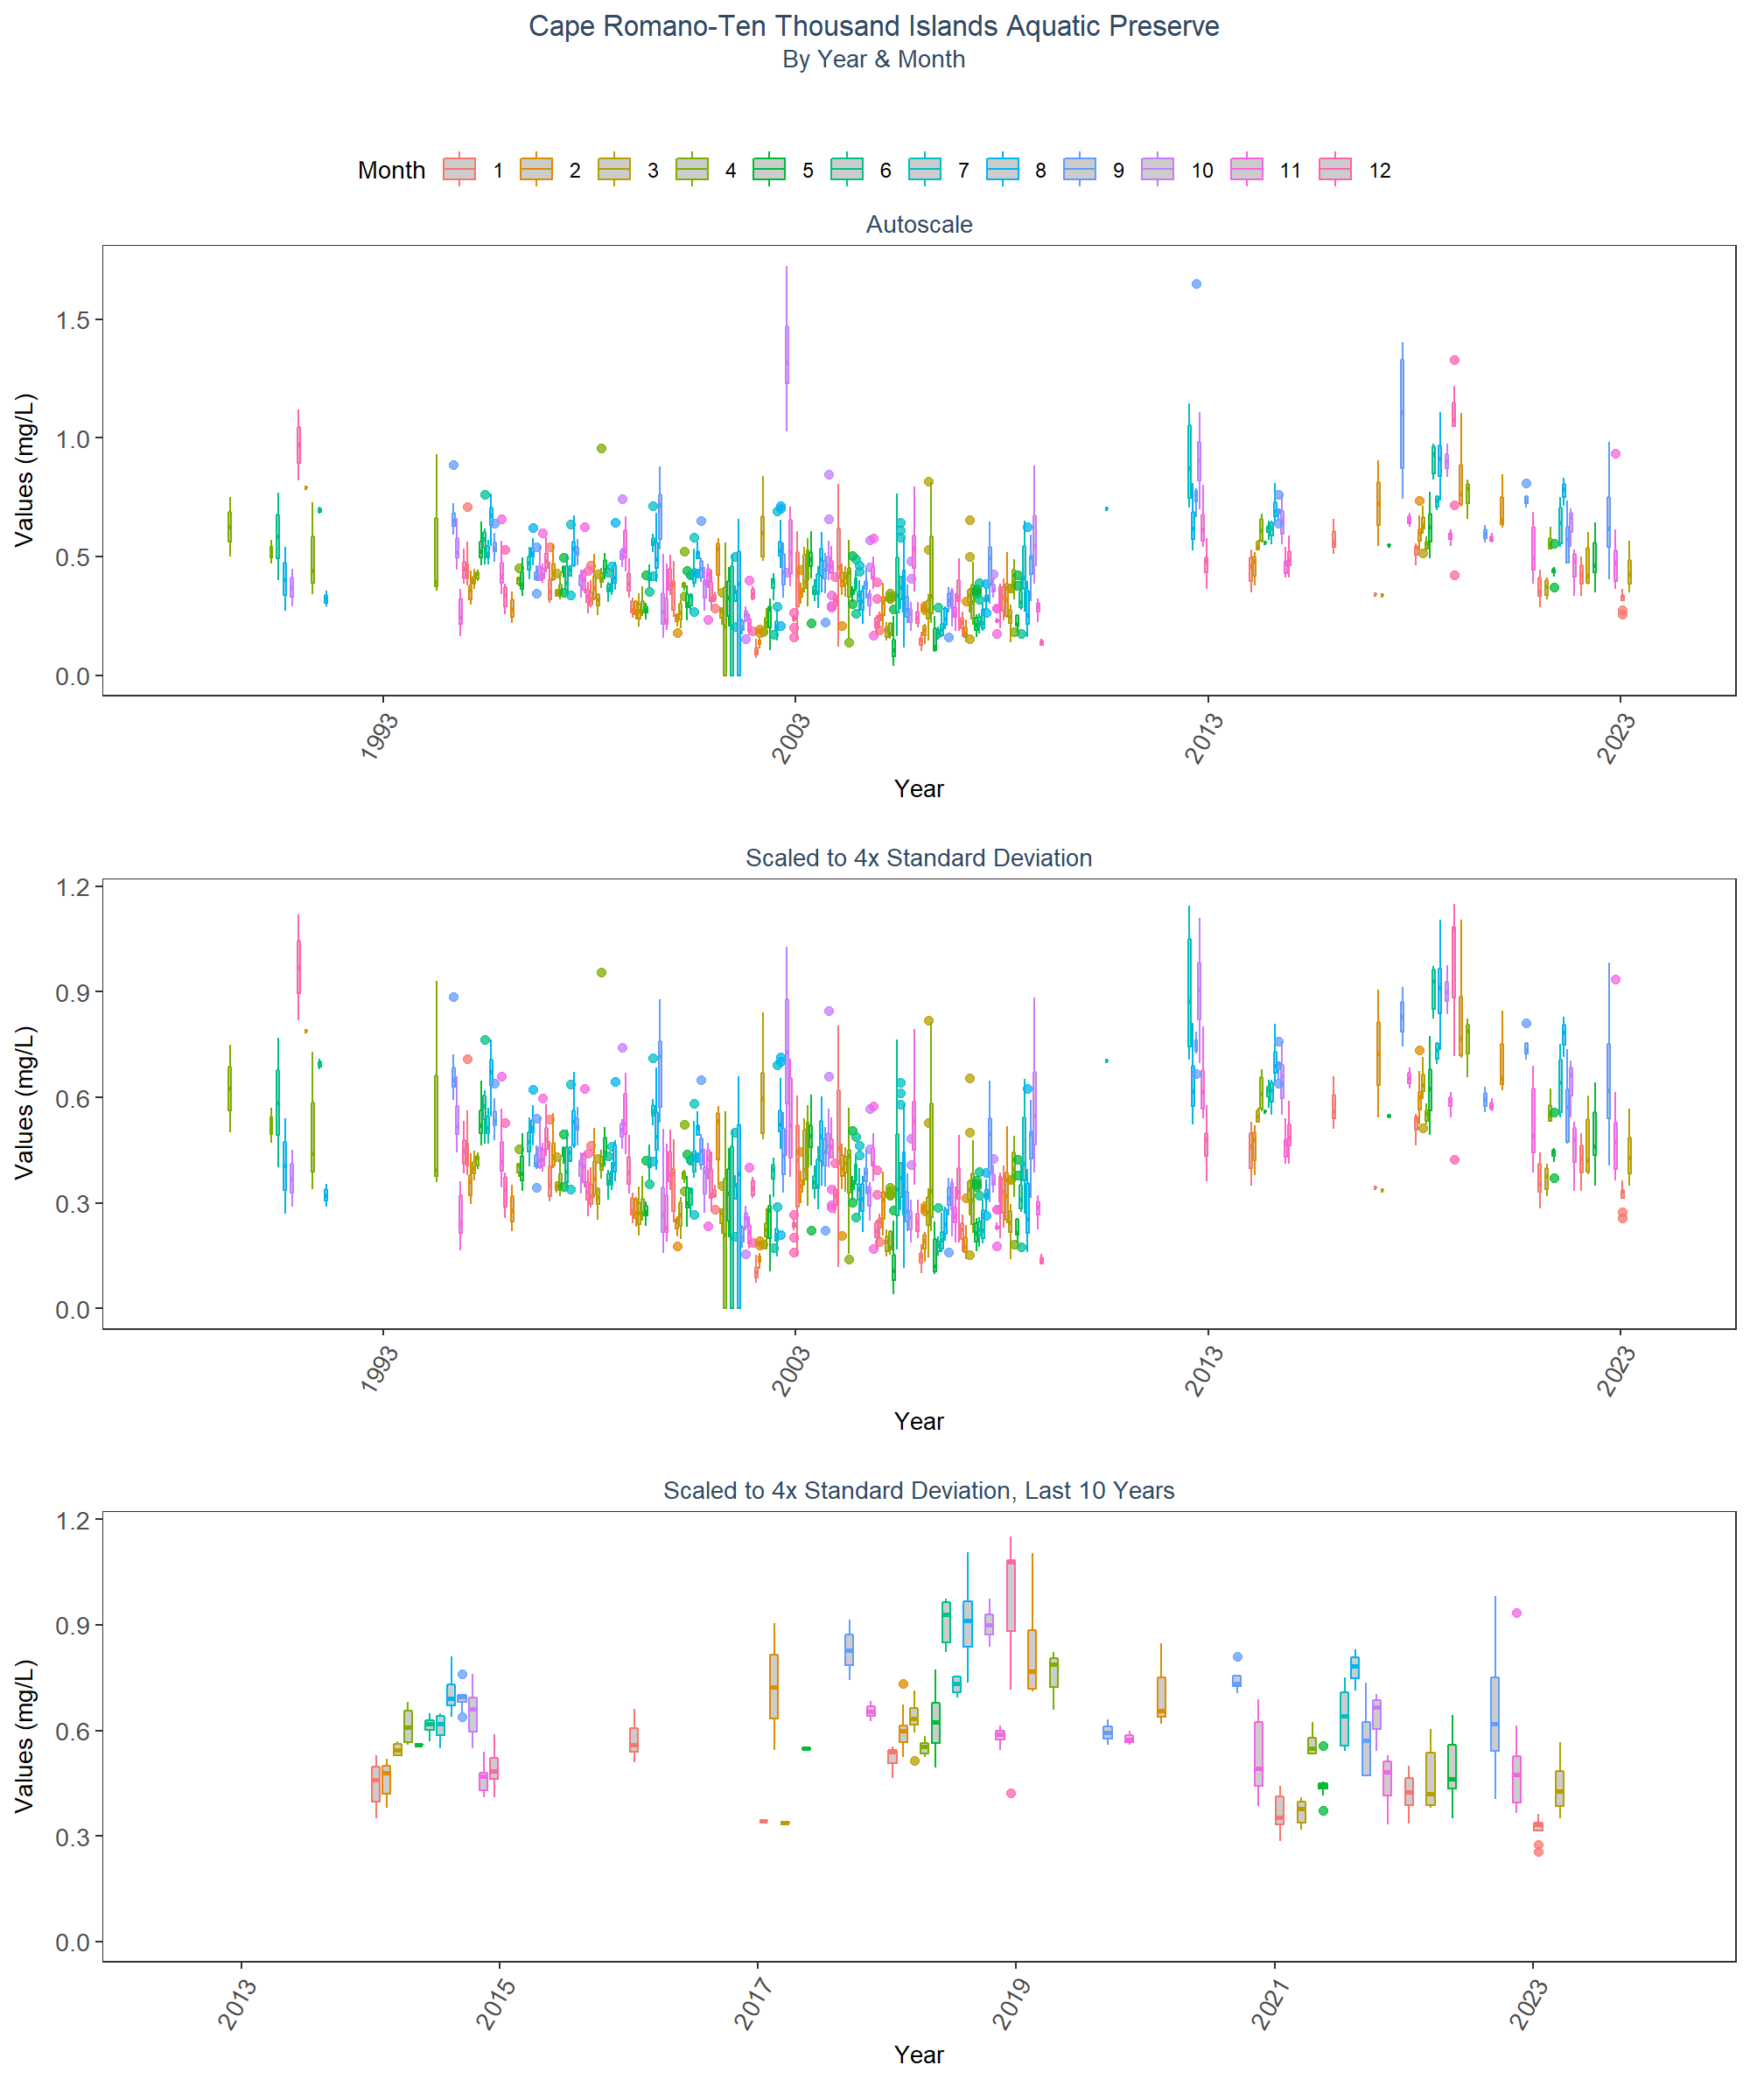 Cape Romano-Ten Thousand Islands Aquatic Preserve
By Year & Month
Month 1 2 3 4 5 6 7 8 9 10 11 12
Autoscale
Values (mg/L)
1.5
1.0
0.5
0.0
1993 2003 2013 2023
Year
Scaled to 4x Standard Deviation
Values (mg/L)
1.2
0.9
0.6
0.3
0.0
1993 2003 2013 2023
Year
Scaled to 4x Standard Deviation, Last 10 Years
Values (mg/L)
1.2
0.9
0.6
0.3
0.0
2013 2015 2017 2019 2021 2023
Year